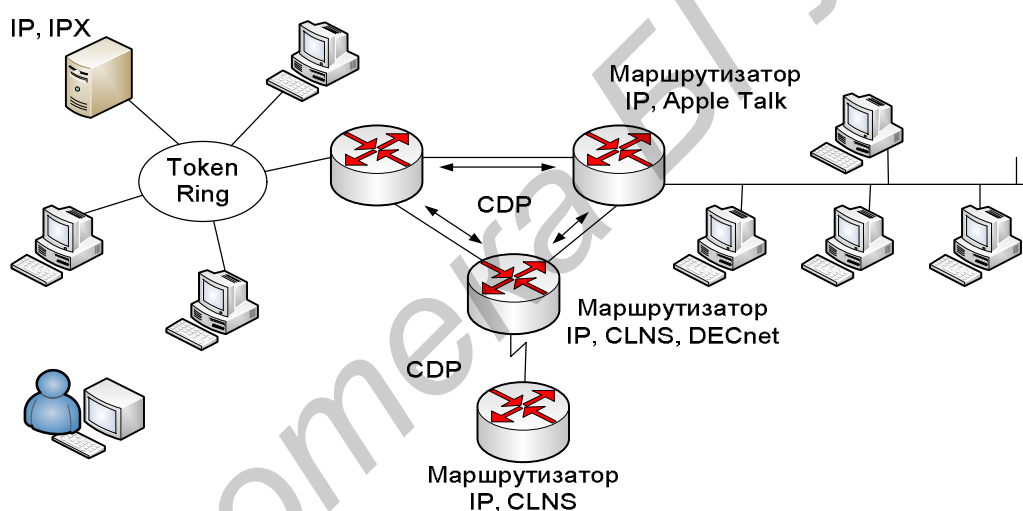 IP, IPX
Маршрутизатор
IP, Apple Talk
Token
Ring
CDP
Маршрутизатор
IP, CLNS, DECnet
CDP
Маршрутизатор
IP, CLNS